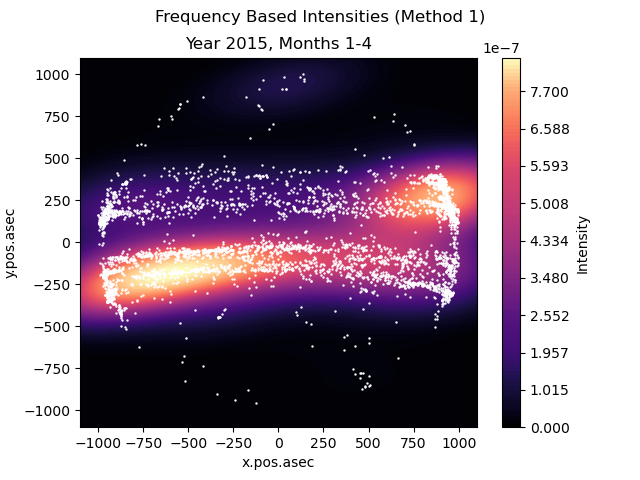 Frequency Based Intensities (Method 1)
Year 2015, Months 1-4
1e−7
1000
750
500
250
0
−250
−500
−750
−1000
y.pos.asec
−1000 −750 −500 −250 0 250 500 750 1000
x.pos.asec
7.700
6.588
5.593
5.008
4.334
3.480
2.552
1.957
1.015
0.000
Intensity